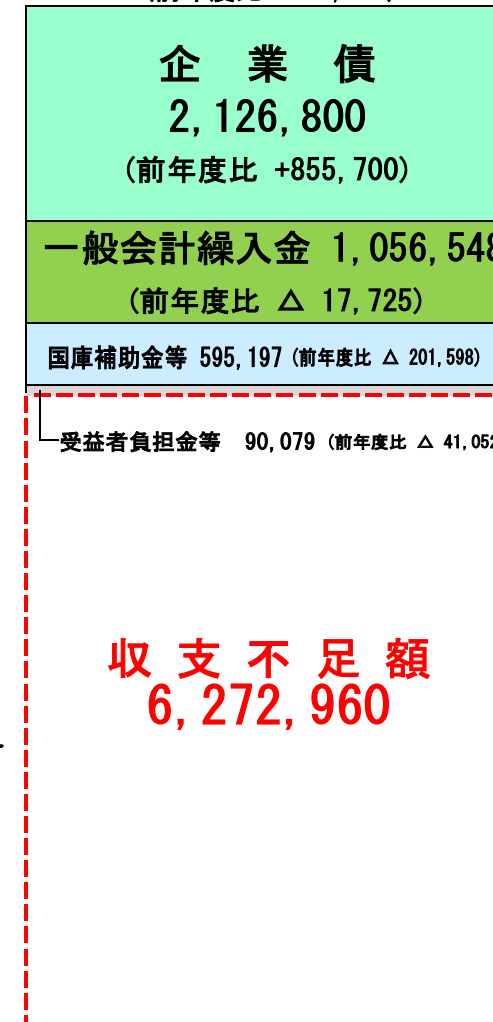 企 業 債
2,126,800
(前年度比 +855,700)
一般会計繰入金 1,056,548
(前年度比 △ 17,725)
国庫補助金等 595,197 (前年度比 △ 201,598)
受益者負担金等 90,079 (前年度比 △ 41,052
収 支 不 足 額
6,272,960